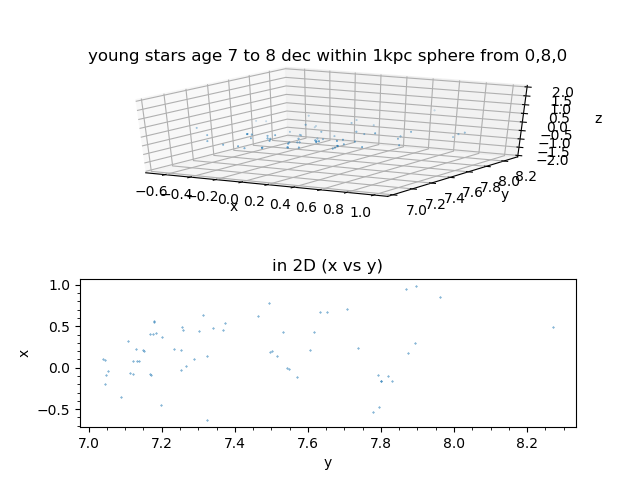 young stars age 7 to 8 dec within 1kpc sphere from 0,8,0
2.0
1.5
1.0
0.5
0.0
−0.5
−1.0
−1.5
−2.0
z
−0.6 −0.4 −0.2 0.0 0.2 0.4 0.6 0.8 1.0
x
7.0 7.2 7.4 7.6 7.8 8.0 8.2
y
in 2D (x vs y)
1.0
0.5
0.0
−0.5
x
7.0 7.2 7.4 7.6 7.8 8.0 8.2
y